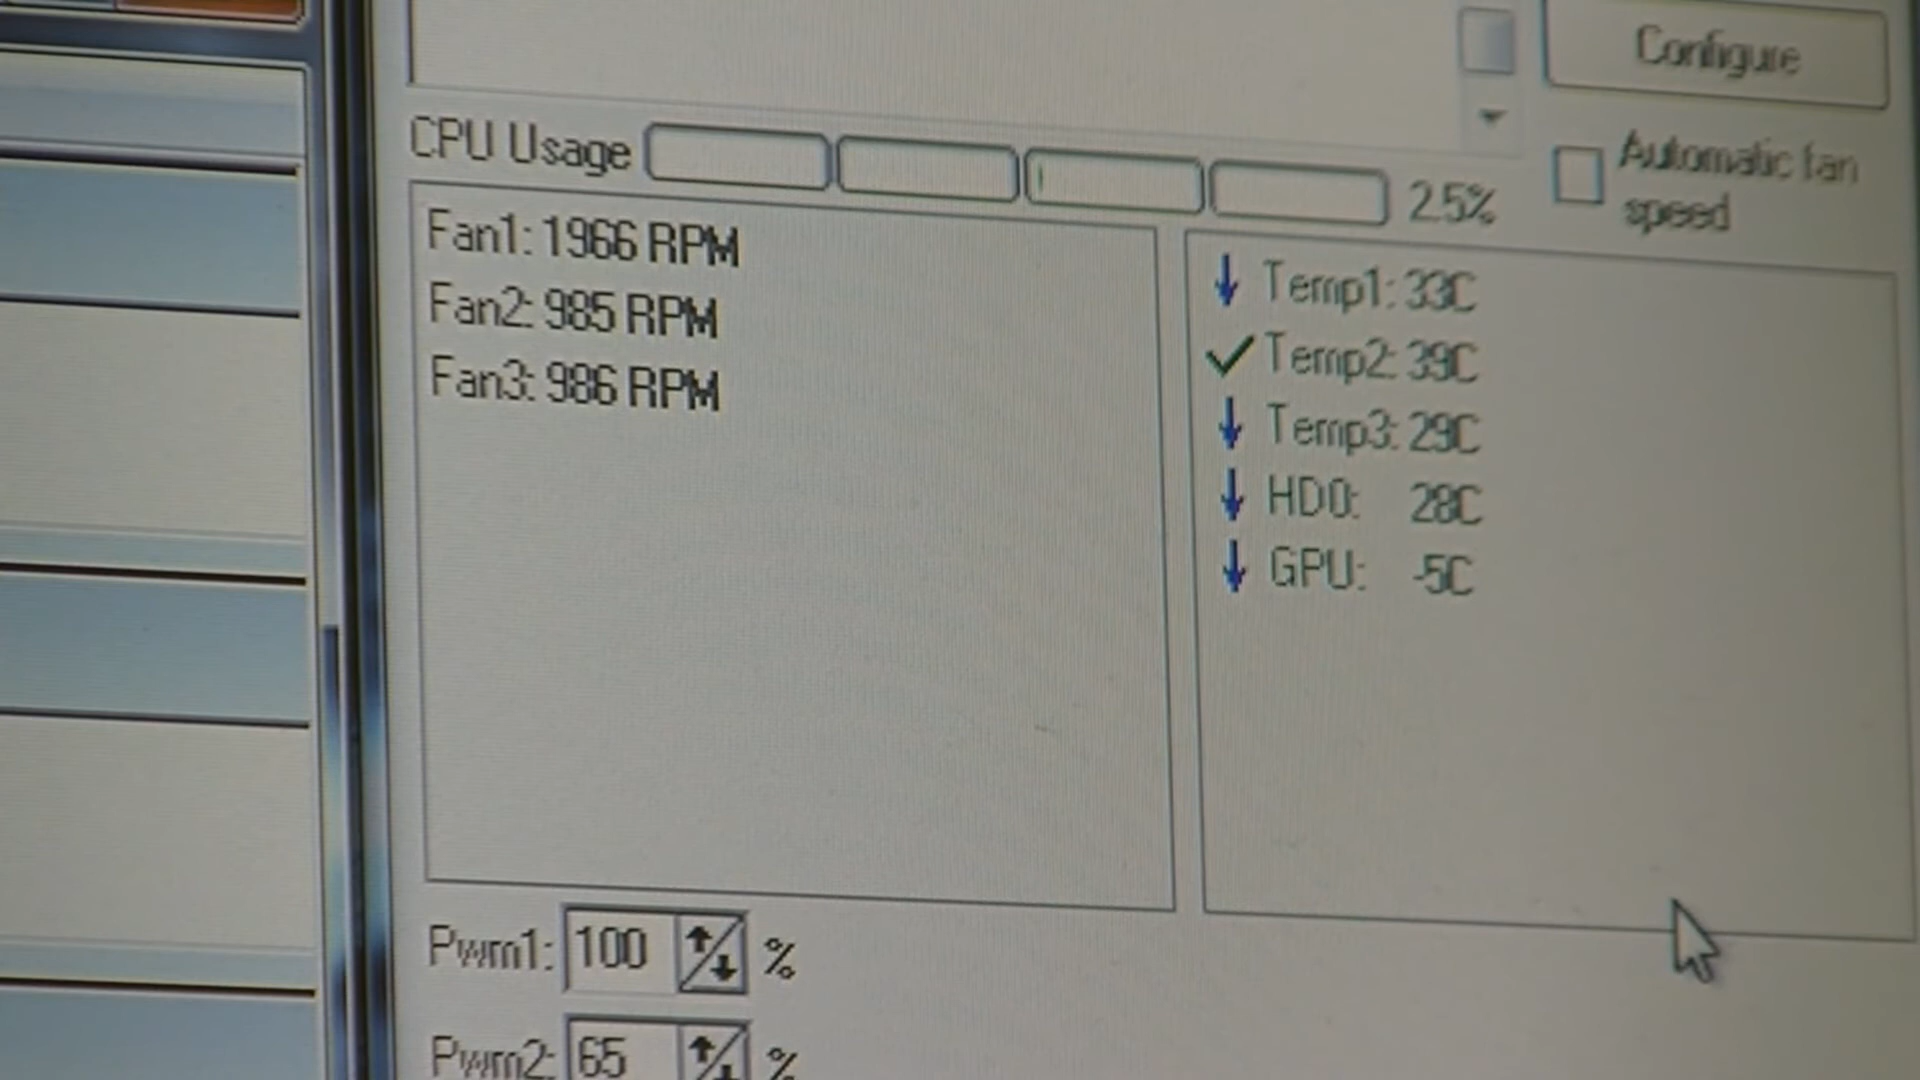 Configure
CPU Usage 2.5%
Automatic fan
speed
Fan1: 1966 RPM
Fan2: 985 RPM
Fan3: 986 RPM
Temp1: 33C
Temp2: 39C
Temp3: 29C
HD0: 28C
GPU: -5C
Pwm1: 100 %
Pwm2: 65 %